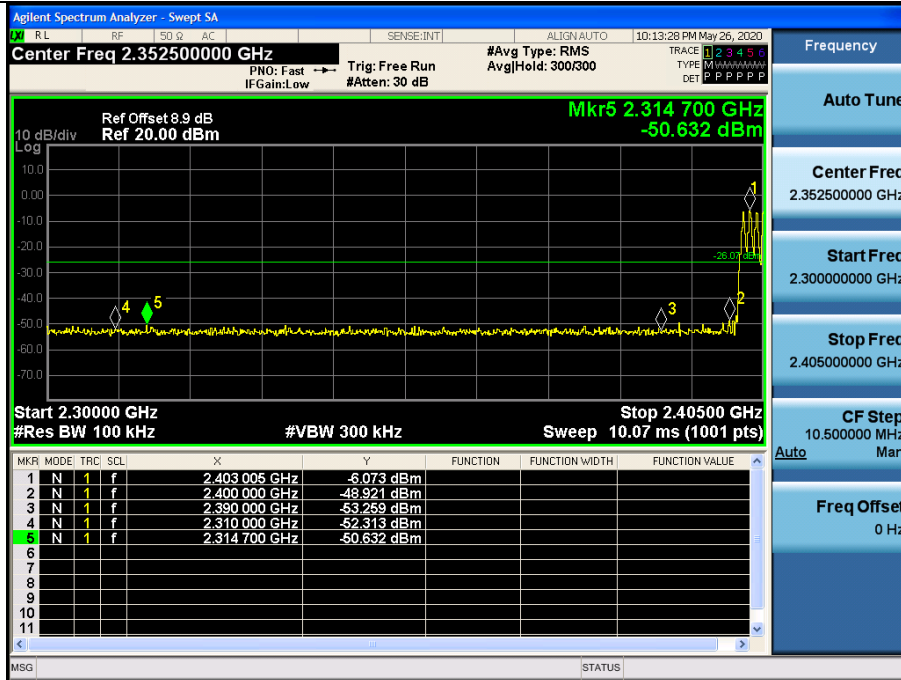 Agilent Spectrum Analyzer - Swept SA
LXI RL RF 50 Ω AC SENSE:INT ALIGN AUTO 10:13:28 PM May 26, 2020
Center Freq 2.352500000 GHz
PNO: Fast
IFGain:Low
Trig: Free Run
#Atten: 30 dB
#Avg Type: RMS
Avg|Hold: 300/300
TRACE 1 2 3 4 5 6
TYPE M
DET P P P P P P
Mkr5 2.314 700 GHz
-50.632 dBm
Ref Offset 8.9 dB
10 dB/div Ref 20.00 dBm
Log
10.0
0.00
-10.0
-20.0
-30.0
-40.0
-50.0
-60.0
-70.0
1
-26.07 dBm
4
5
3
2
Start 2.30000 GHz Stop 2.40500 GHz
#Res BW 100 kHz #VBW 300 kHz Sweep 10.07 ms (1001 pts)
MKR MODE TRC SCL X Y FUNCTION FUNCTION WIDTH FUNCTION VALUE
1 N 1 f 2.403 005 GHz -6.073 dBm
2 N 1 f 2.400 000 GHz -48.921 dBm
3 N 1 f 2.390 000 GHz -53.259 dBm
4 N 1 f 2.310 000 GHz -52.313 dBm
5 N 1 f 2.314 700 GHz -50.632 dBm
6
7
8
9
10
11
MSG STATUS
Frequency
Auto Tune
Center Freq
2.352500000 GHz
Start Freq
2.300000000 GHz
Stop Freq
2.405000000 GHz
CF Step
10.500000 MHz
Auto Man
Freq Offset
0 Hz